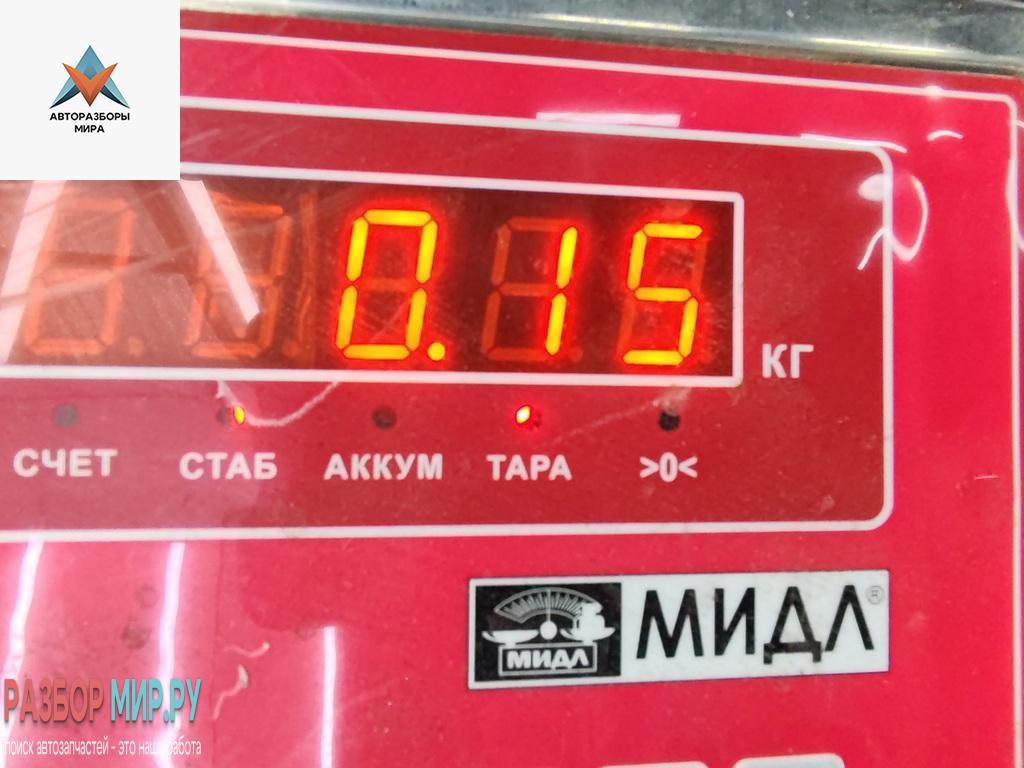 АВТОРАЗБОРЫ
МИРА
0.15
КГ
СЧЕТ СТАБ АККУМ ТАРА >0<
МИДЛ
МИДЛ®
РАЗБОР МИР.РУ
поиск автозапчастей - это наша работа